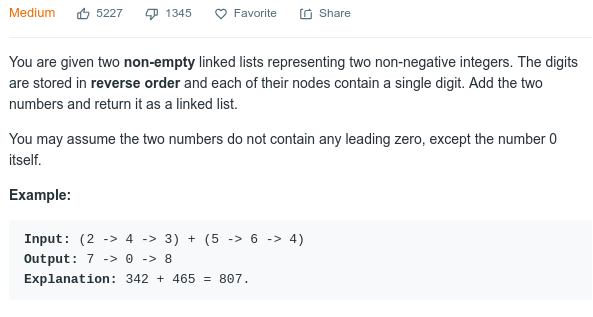 Medium 5227 1345 Favorite Share
You are given two non-empty linked lists representing two non-negative integers. The digits
are stored in reverse order and each of their nodes contain a single digit. Add the two
numbers and return it as a linked list.
You may assume the two numbers do not contain any leading zero, except the number 0
itself.
Example:
Input: (2 -> 4 -> 3) + (5 -> 6 -> 4)
Output: 7 -> 0 -> 8
Explanation: 342 + 465 = 807.